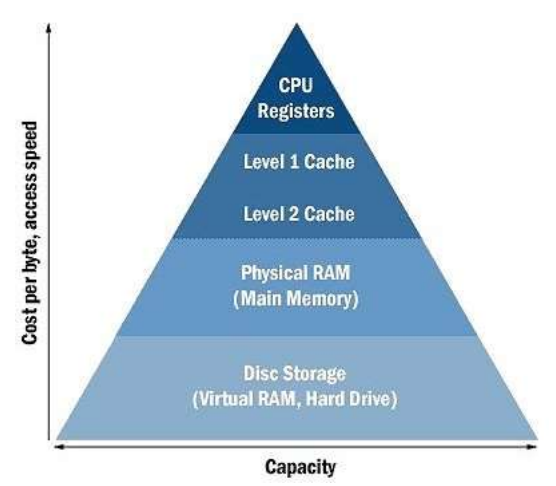 CPU
Registers
Level 1 Cache
Level 2 Cache
Physical RAM
(Main Memory)
Disc Storage
(Virtual RAM, Hard Drive)
Cost per byte, access speed
Capacity